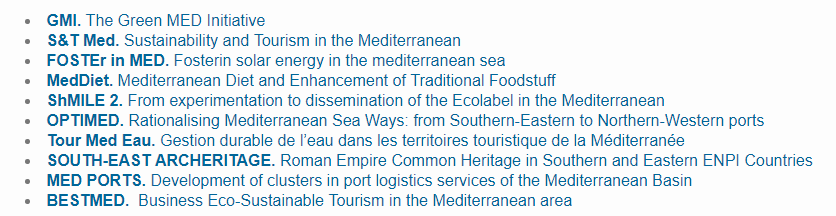 GMI. The Green MED Initiative
S&T Med. Sustainability and Tourism in the Mediterranean
FOSTEr in MED. Fosterin solar energy in the mediterranean sea
MedDiet. Mediterranean Diet and Enhancement of Traditional Foodstuff
ShMILE 2. From experimentation to dissemination of the Ecolabel in the Mediterranean
OPTIMED. Rationalising Mediterranean Sea Ways: from Southern-Eastern to Northern-Western ports
Tour Med Eau. Gestion durable de l’eau dans les territoires touristique de la Méditerranée
SOUTH-EAST ARCHERITAGE. Roman Empire Common Heritage in Southern and Eastern ENPI Countries
MED PORTS. Development of clusters in port logistics services of the Mediterranean Basin
BESTMED. Business Eco-Sustainable Tourism in the Mediterranean area